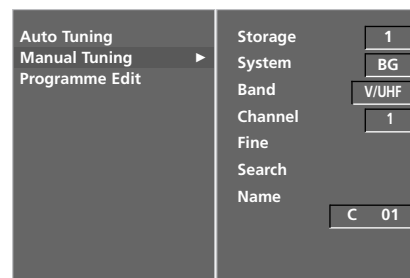 Auto Tuning
Manual Tuning ►
Programme Edit
Storage 1
System BG
Band V/UHF
Channel 1
Fine
Search
Name
C 01